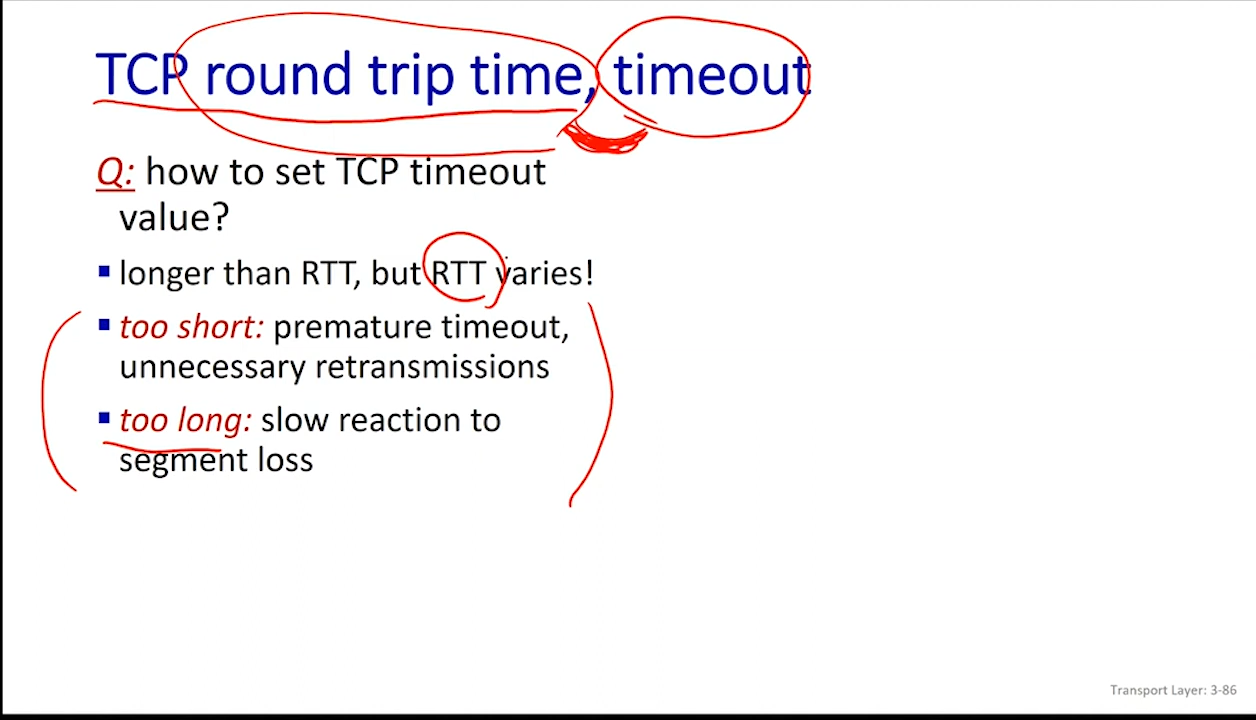 TCP round trip time, timeout
Q: how to set TCP timeout
value?
▪ longer than RTT, but RTT varies!
▪ too short: premature timeout,
unnecessary retransmissions
▪ too long: slow reaction to
segment loss
Transport Layer: 3-86